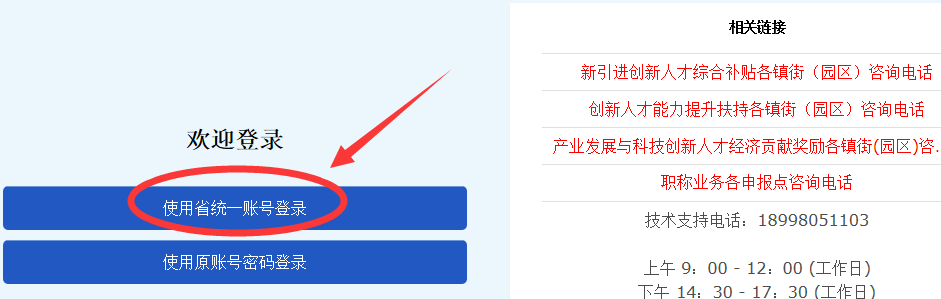 欢迎登录
使用省统一账号登录
使用原账号密码登录
相关链接
新引进创新人才综合补贴各镇街（园区）咨询电话
创新人才能力提升扶持各镇街（园区）咨询电话
产业发展与科技创新人才经济贡献奖励各镇街(园区)咨...
职称业务各申报点咨询电话
技术支持电话：18998051103
上午 9：00 - 12：00 (工作日)
下午 14：30 - 17：30 (工作日)